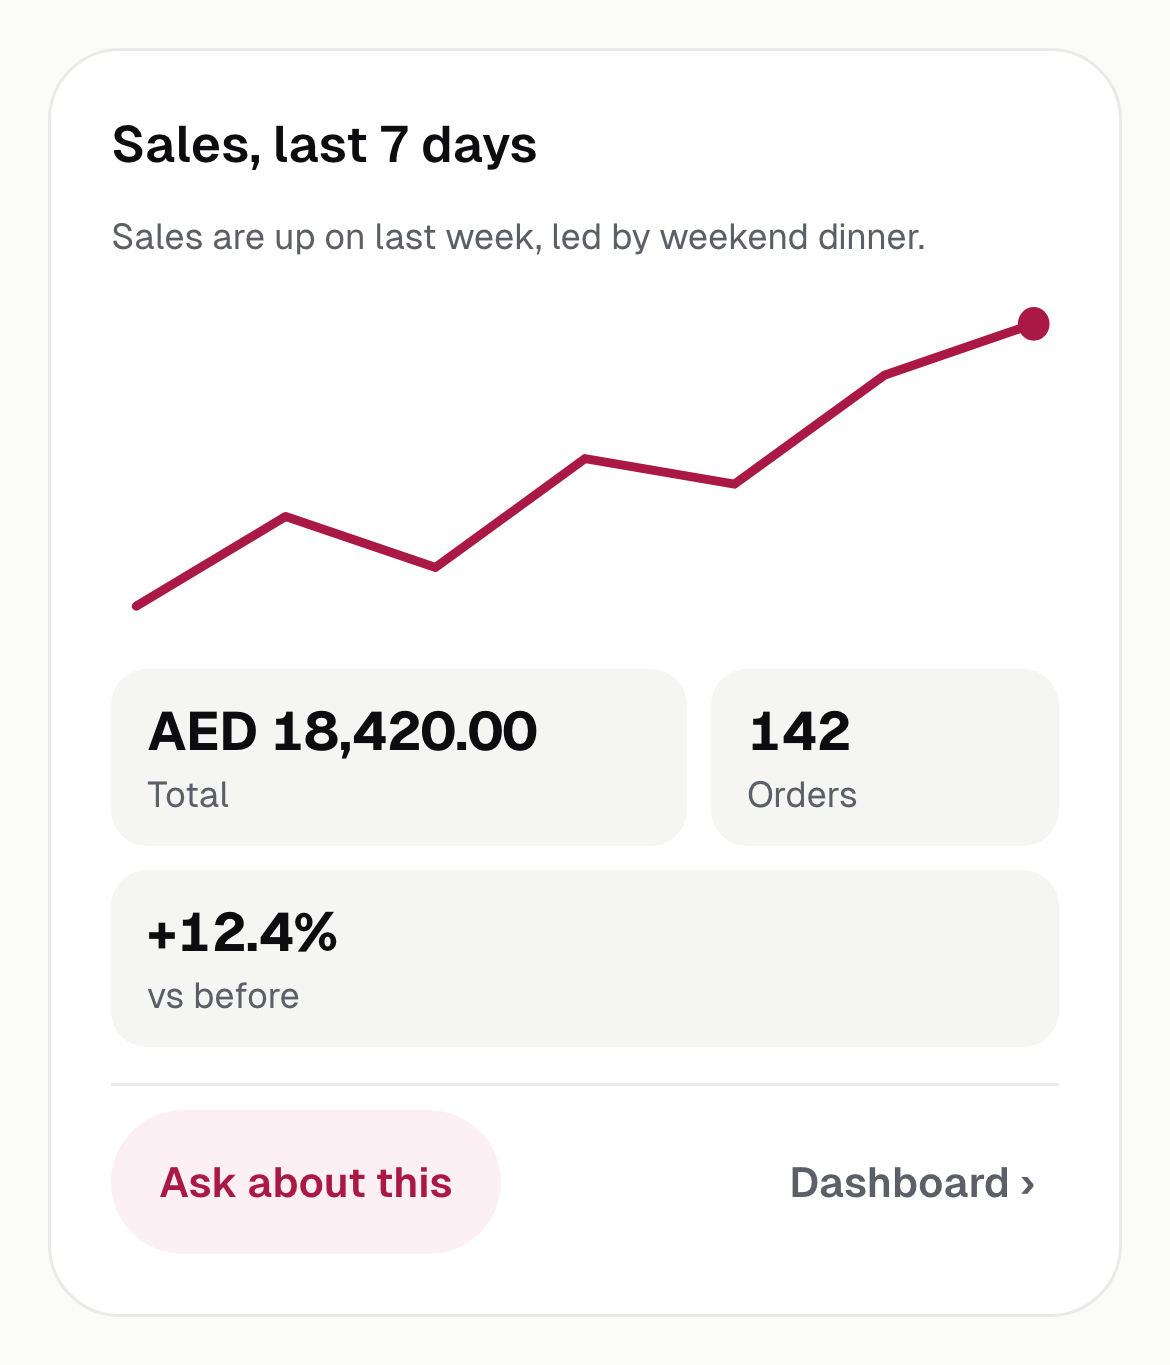 Sales, last 7 days
Sales are up on last week, led by weekend dinner.
AED 18,420.00
Total
142
Orders
+12.4%
vs before
Ask about this
Dashboard ›